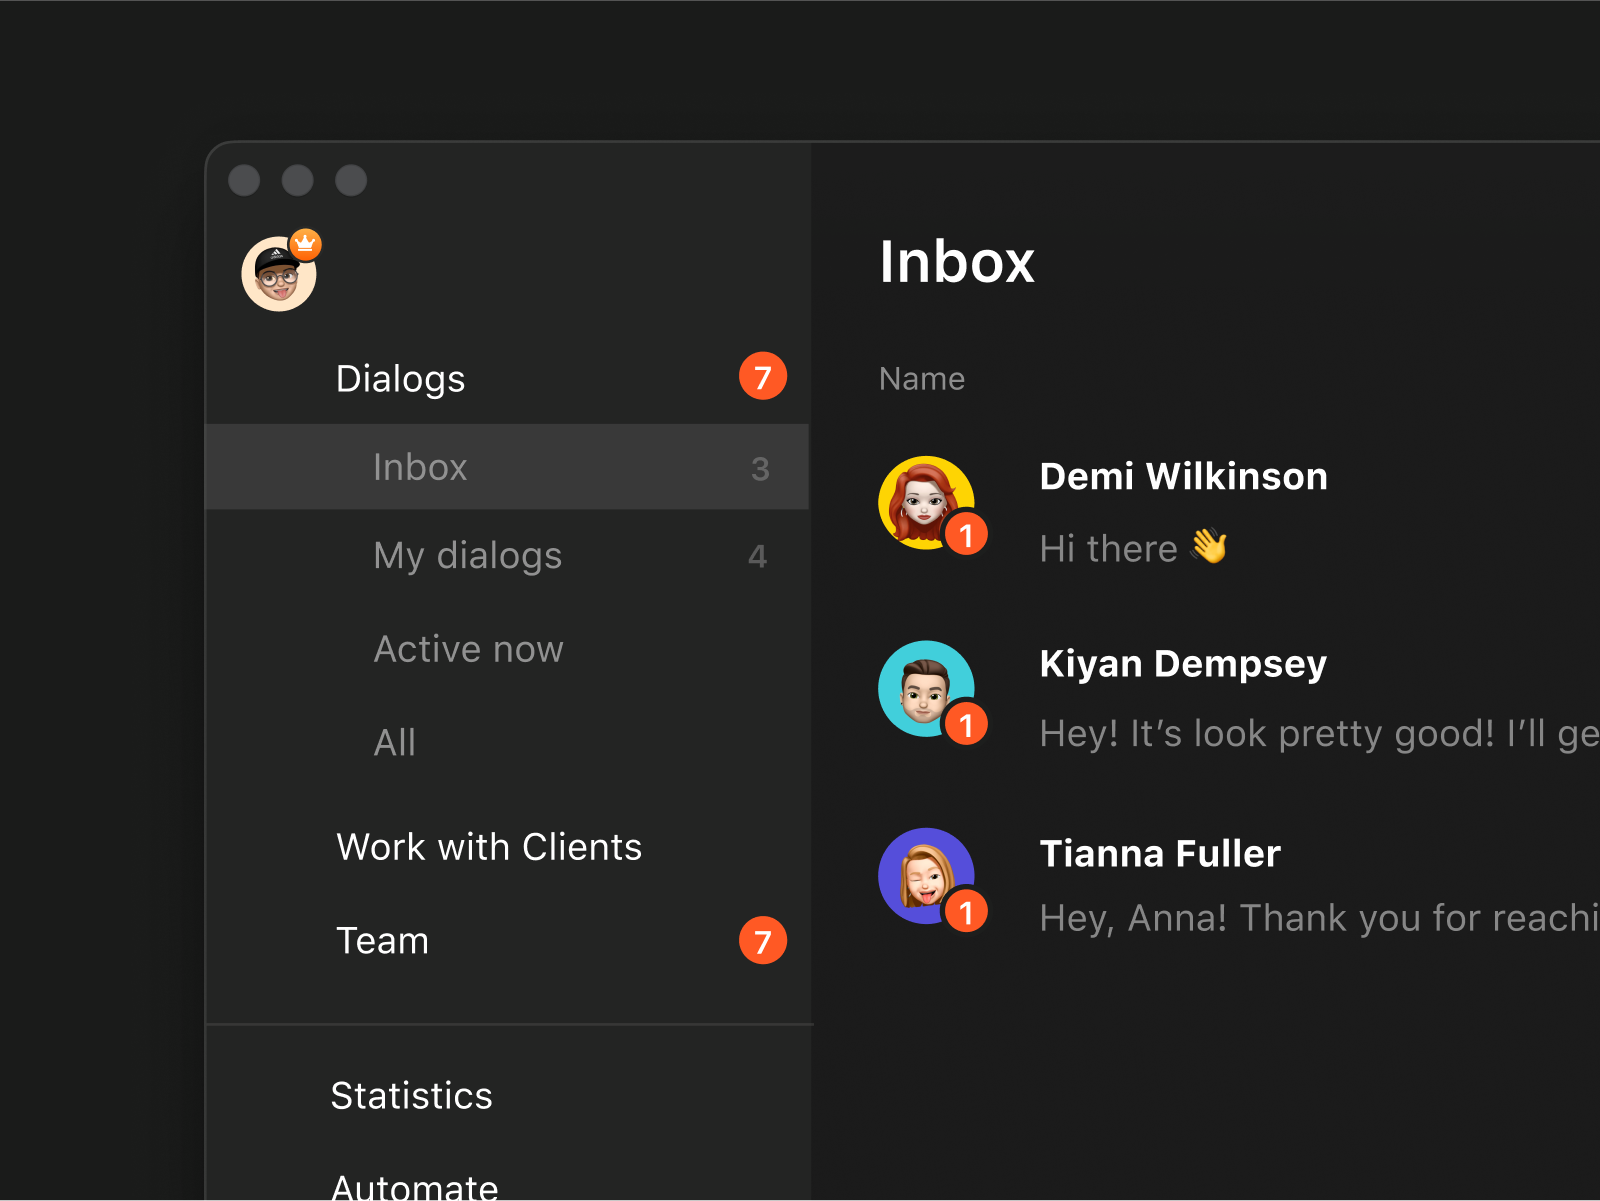 Dialogs 7
Inbox 3
My dialogs 4
Active now
All
Work with Clients
Team 7
Statistics
Automate
Inbox
Name
Demi Wilkinson
1
Hi there 👋
Kiyan Dempsey
1
Hey! It’s look pretty good! I’ll ge
Tianna Fuller
1
Hey, Anna! Thank you for reachi